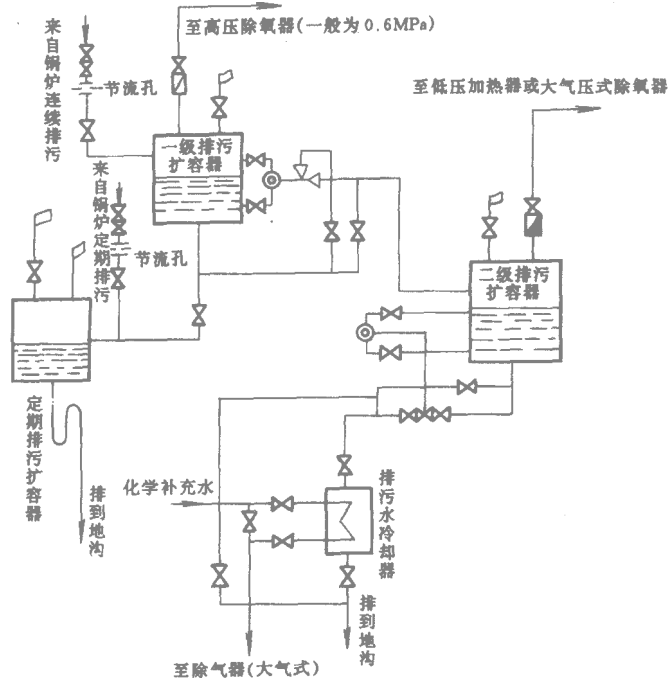 至高压除氧器(一般为0.6MPa)
来自锅炉连续排污
节流孔
至低压加热器或大气压式除氧器
一级排污
扩容器
来自锅炉定期排污
节流孔
二级排污
扩容器
定期排污扩容器
排到地沟
化学补充水
排污水冷却器
排到地沟
至除气器(大气式)